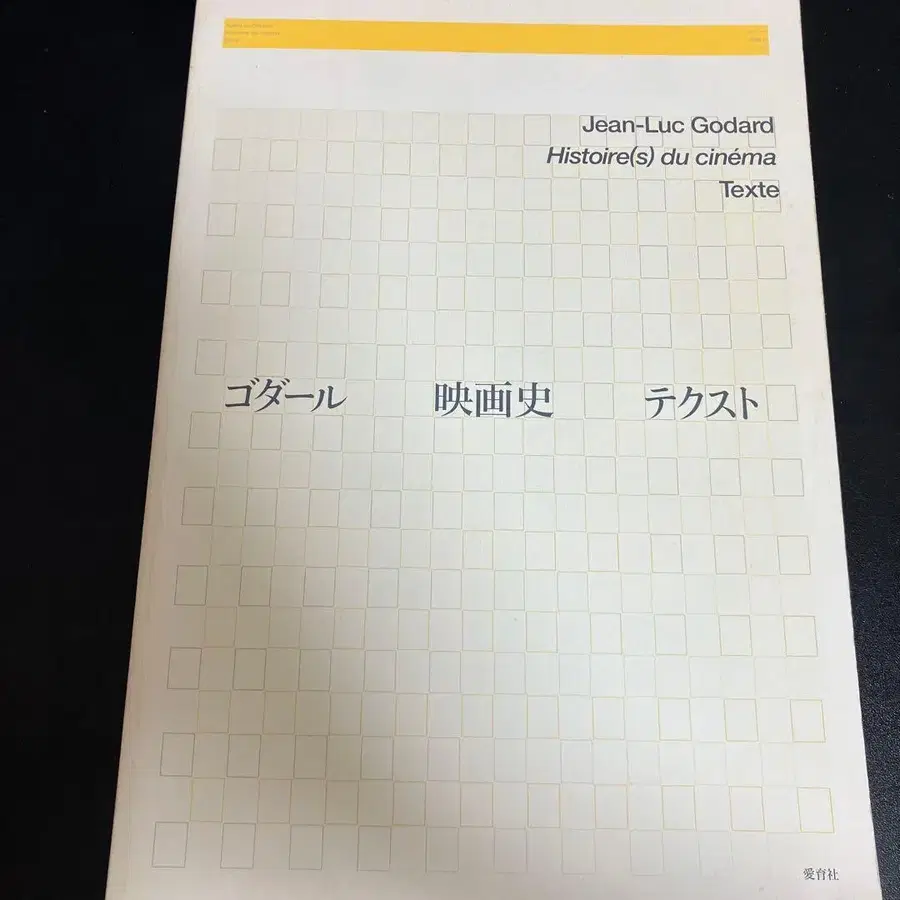 Jean-Luc Godard
Histoire(s) du cinéma
Texte
ゴダール 映画史 テクスト
愛育社